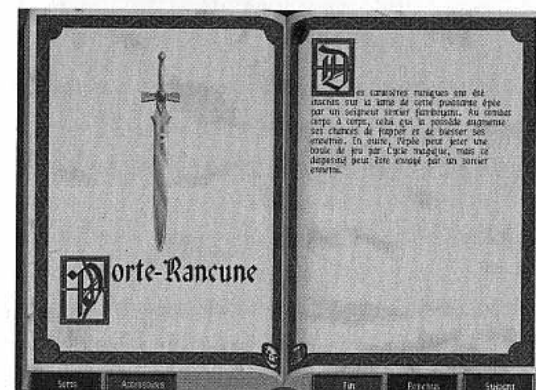 Porte-Rancune
Des caractères runiques ont été
inscrits sur la lame de cette puissante épée
par un seigneur sorcier flamboyant. Au combat
corps à corps, celui qui la possède augmente
ses chances de frapper et de blesser ses
ennemis. En outre, l'épée peut jeter une
boule de feu par Cycle magique, mais ce
dispositif peut être enrayé par un sorcier
ennemi.
Sorts
Accessoires
Fin
Suivant